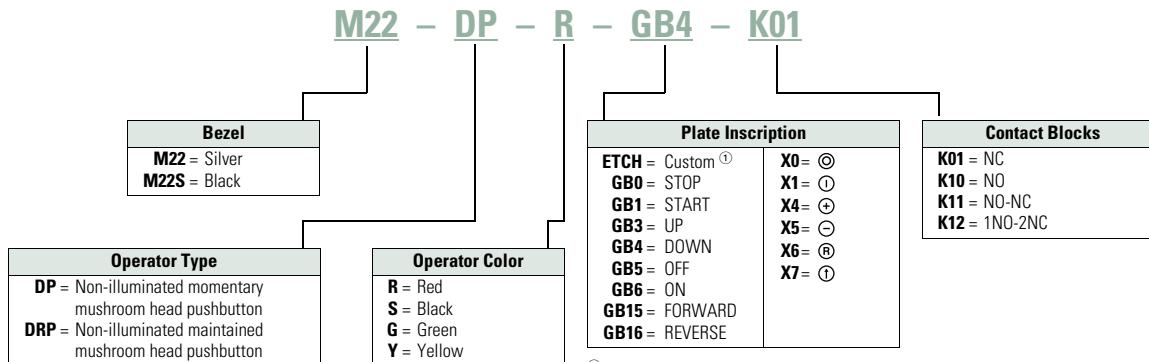 M22 – DP – R – GB4 – K01
Bezel
M22 = Silver
M22S = Black
Operator Type
DP = Non-illuminated momentary
mushroom head pushbutton
DRP = Non-illuminated maintained
mushroom head pushbutton
Operator Color
R = Red
S = Black
G = Green
Y = Yellow
Plate Inscription
ETCH = Custom ①
GB0 = STOP
GB1 = START
GB3 = UP
GB4 = DOWN
GB5 = OFF
GB6 = ON
GB15 = FORWARD
GB16 = REVERSE
X0 = ◎
X1 = ⏼
X4 = ⊕
X5 = ⊖
X6 = Ⓡ
X7 = ⓵
Contact Blocks
K01 = NC
K10 = NO
K11 = NO-NC
K12 = 1NO-2NC